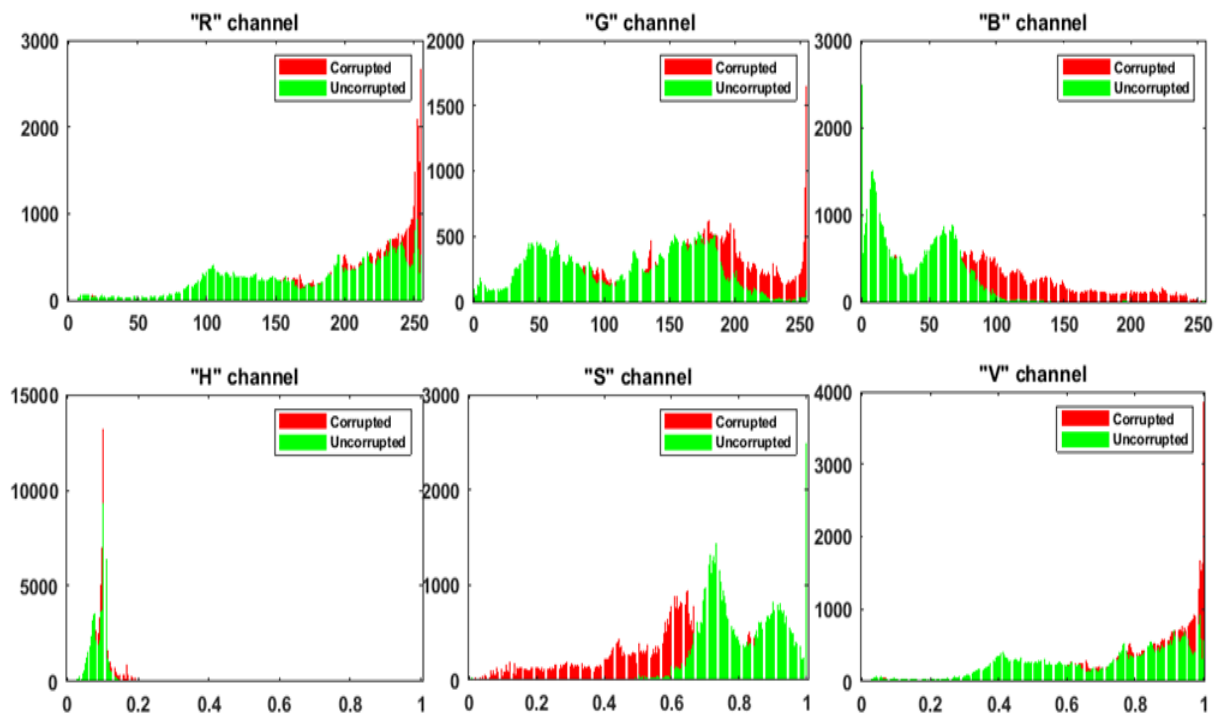 "R" channel
3000
2000
1000
0
0 50 100 150 200 250
Corrupted
Uncorrupted
"G" channel
2000
1500
1000
500
0
0 50 100 150 200 250
Corrupted
Uncorrupted
"B" channel
3000
2000
1000
0
0 50 100 150 200 250
Corrupted
Uncorrupted
"H" channel
15000
10000
5000
0
0 0.2 0.4 0.6 0.8 1
Corrupted
Uncorrupted
"S" channel
3000
2000
1000
0
0 0.2 0.4 0.6 0.8 1
Corrupted
Uncorrupted
"V" channel
4000
3000
2000
1000
0
0 0.2 0.4 0.6 0.8 1
Corrupted
Uncorrupted